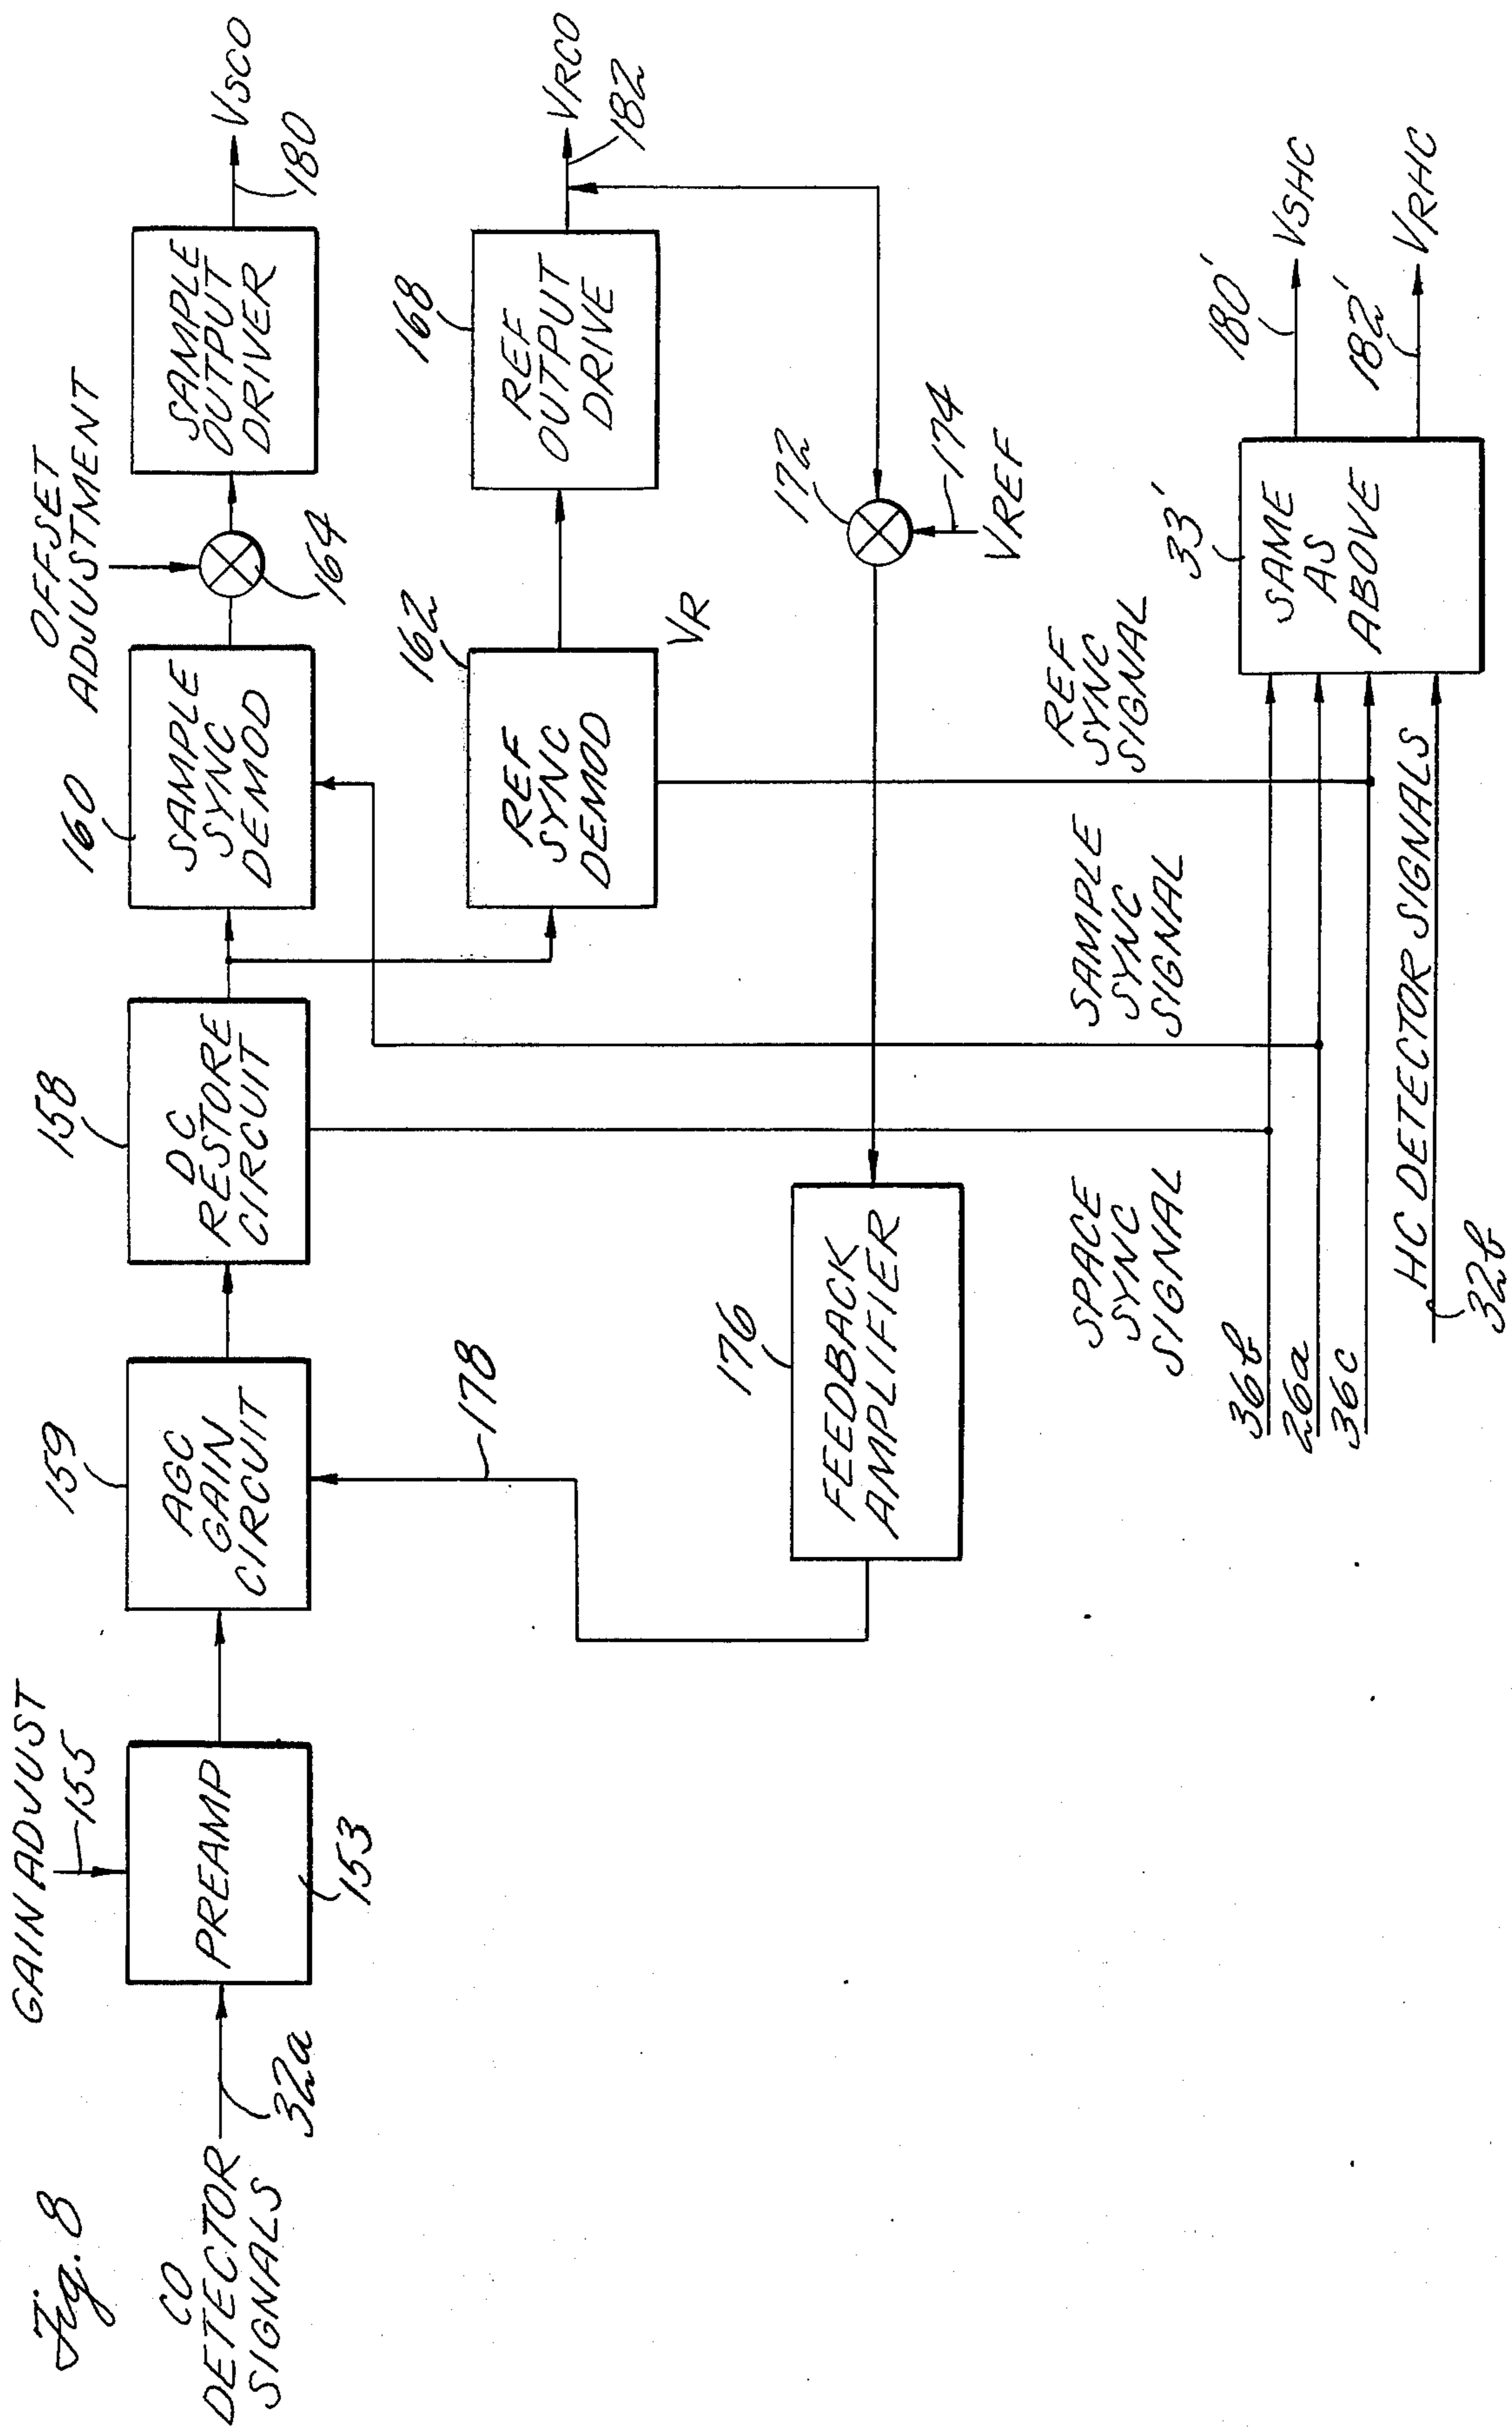 Fig. 8
CO
DETECTOR
SIGNALS
32a
GAIN ADJUST
155
PREAMP
153
159
AGC
GAIN
CIRCUIT
158
DC
RESTORE
CIRCUIT
160
SAMPLE
SYNC
DEMOD
OFFSET
ADJUSTMENT
164
SAMPLE
OUTPUT
DRIVER
VSCO
180
162
REF
SYNC
DEMOD
VR
168
REF
OUTPUT
DRIVE
VRCO
182
172
174
VREF
176
FEEDBACK
AMPLIFIER
178
SPACE
SYNC
SIGNAL
SAMPLE
SYNC
SIGNAL
REF
SYNC
SIGNAL
36b
26a
36c
HC DETECTOR SIGNALS
32b
33'
SAME
AS
ABOVE
180'
VSHC
182'
VRHC